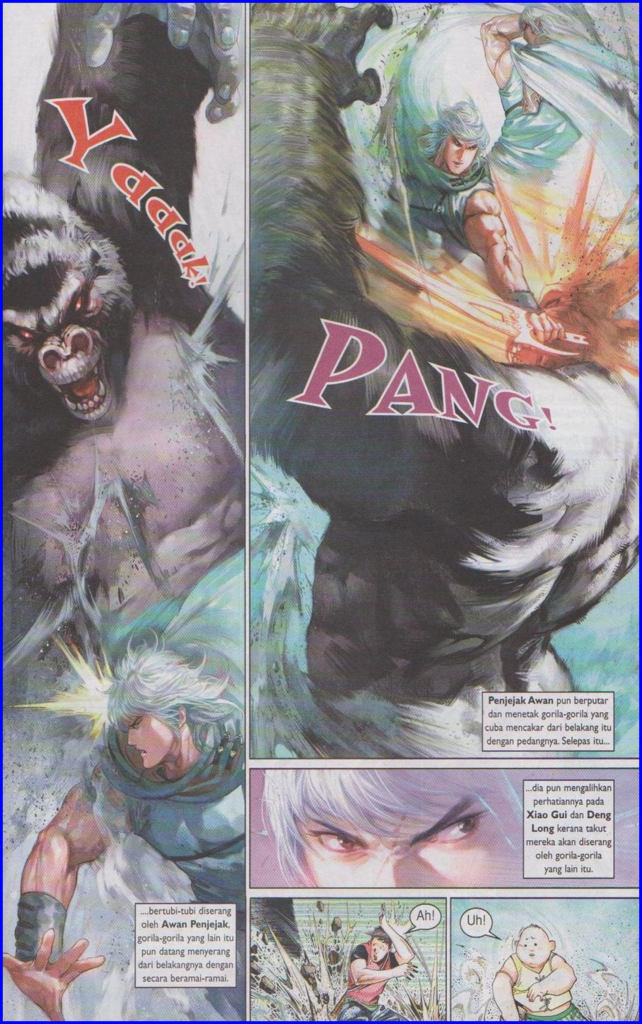 Yaaaak!
....bertubi-tubi diserang
oleh Awan Penjejak,
gorila-gorila yang lain itu
pun datang menyerang
dari belakangnya dengan
secara beramai-ramai.
PANG!
Penjejak Awan pun berputar
dan menetak gorila-gorila yang
cuba mencakar dari belakang itu
dengan pedangnya. Selepas itu...
...dia pun mengalihkan
perhatiannya pada
Xiao Gui dan Deng
Long kerana takut
mereka akan diserang
oleh gorila-gorila
yang lain itu.
Ah!
Uh!